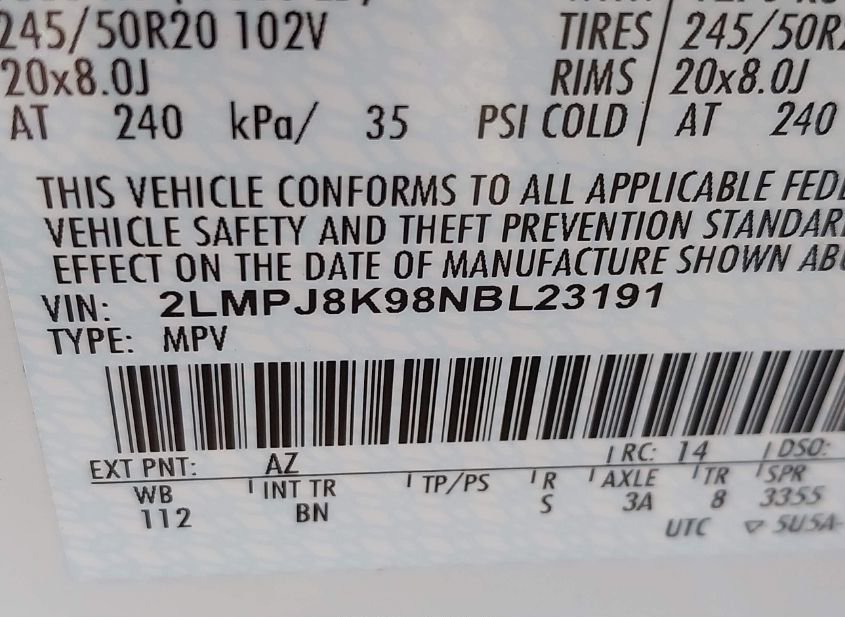 245/50R20 102V TIRES 245/50R
20x8.0J RIMS 20x8.0J
AT 240 kPa/ 35 PSI COLD AT 240
THIS VEHICLE CONFORMS TO ALL APPLICABLE FED
VEHICLE SAFETY AND THEFT PREVENTION STANDAR
EFFECT ON THE DATE OF MANUFACTURE SHOWN AB
VIN: 2LMPJ8K98NBL23191
TYPE: MPV
EXT PNT: AZ RC: 14 DSO:
WB INT TR TP/PS R AXLE TR SPR
112 BN S 3A 8 3355
UTC ▽ 5U5A-